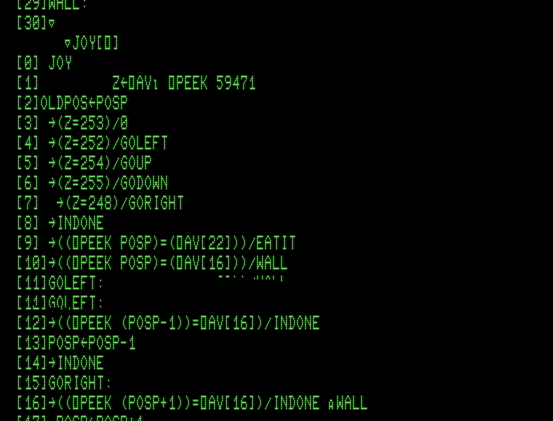 [29]WALL:
[30]∇
∇JOY[⎕]
[0] JOY
[1] Z←⎕AV⍳ ⎕PEEK 59471
[2]OLDPOS←POSP
[3] →(Z=253)/0
[4] →(Z=252)/GOLEFT
[5] →(Z=254)/GOUP
[6] →(Z=255)/GODOWN
[7] →(Z=248)/GORIGHT
[8] →INDONE
[9] →((⎕PEEK POSP)=(⎕AV[22]))/EATIT
[10]→((⎕PEEK POSP)=(⎕AV[16]))/WALL
[11]GOLEFT:
[11]GOLEFT:
[12]→((⎕PEEK (POSP-1))=⎕AV[16])/INDONE
[13]POSP←POSP-1
[14]→INDONE
[15]GORIGHT:
[16]→((⎕PEEK (POSP+1))=⎕AV[16])/INDONE ⍝WALL
[17] POSP←POSP+1